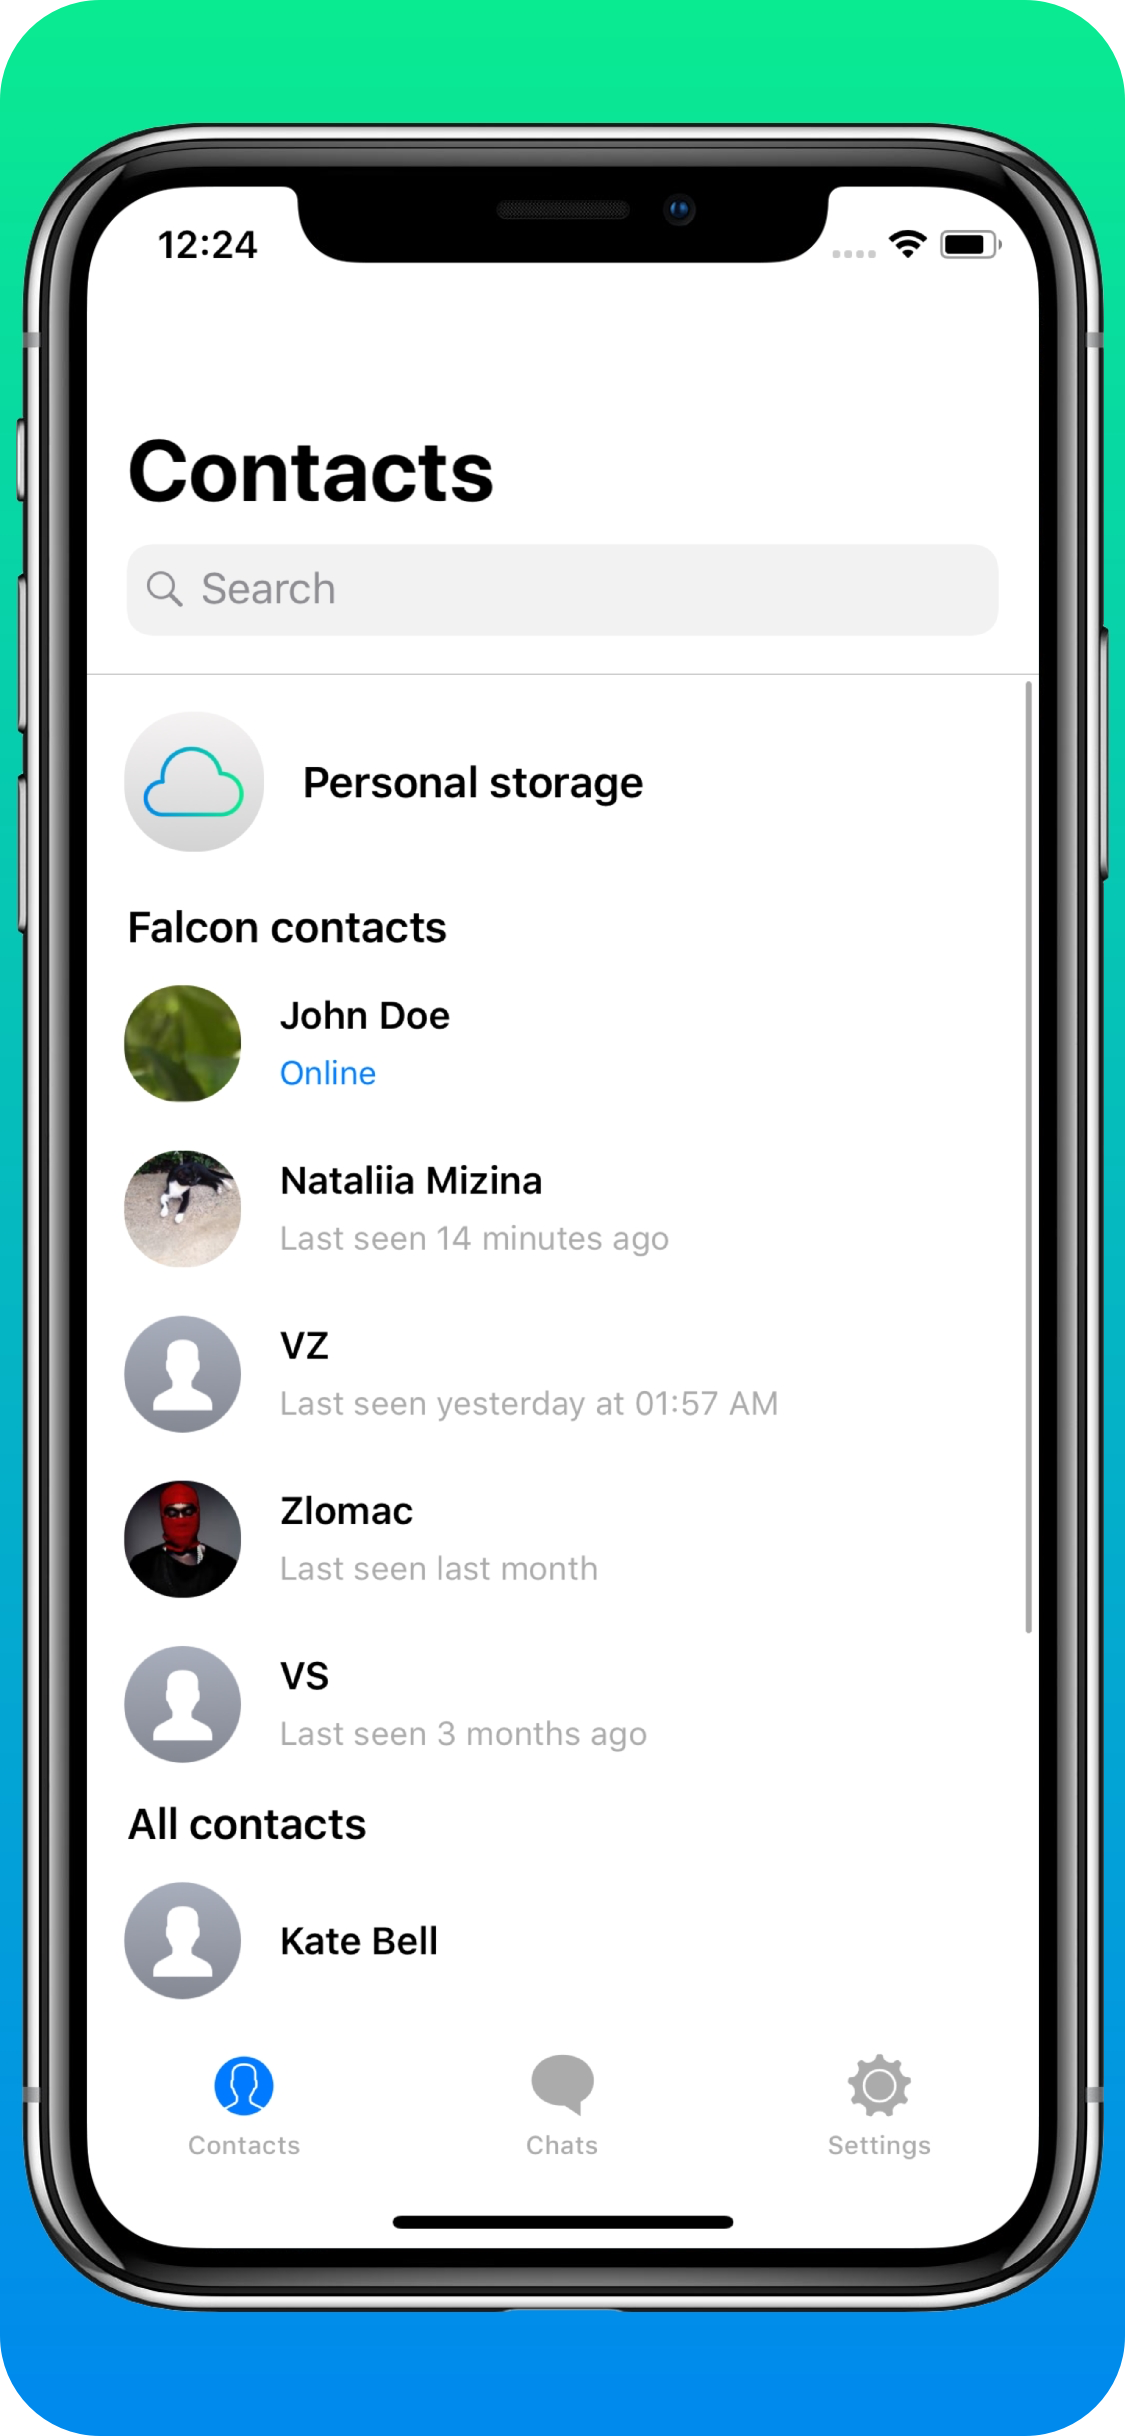 12:24
Contacts
Search
Personal storage
Falcon contacts
John Doe
Online
Nataliia Mizina
Last seen 14 minutes ago
VZ
Last seen yesterday at 01:57 AM
Zlomac
Last seen last month
VS
Last seen 3 months ago
All contacts
Kate Bell
Contacts
Chats
Settings